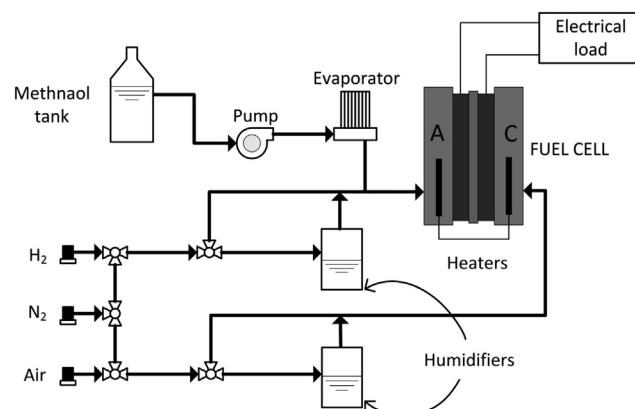 Electrical
load
Evaporator
Methnaol
tank
Pump
A
C
FUEL CELL
H₂
Heaters
N₂
Humidifiers
Air